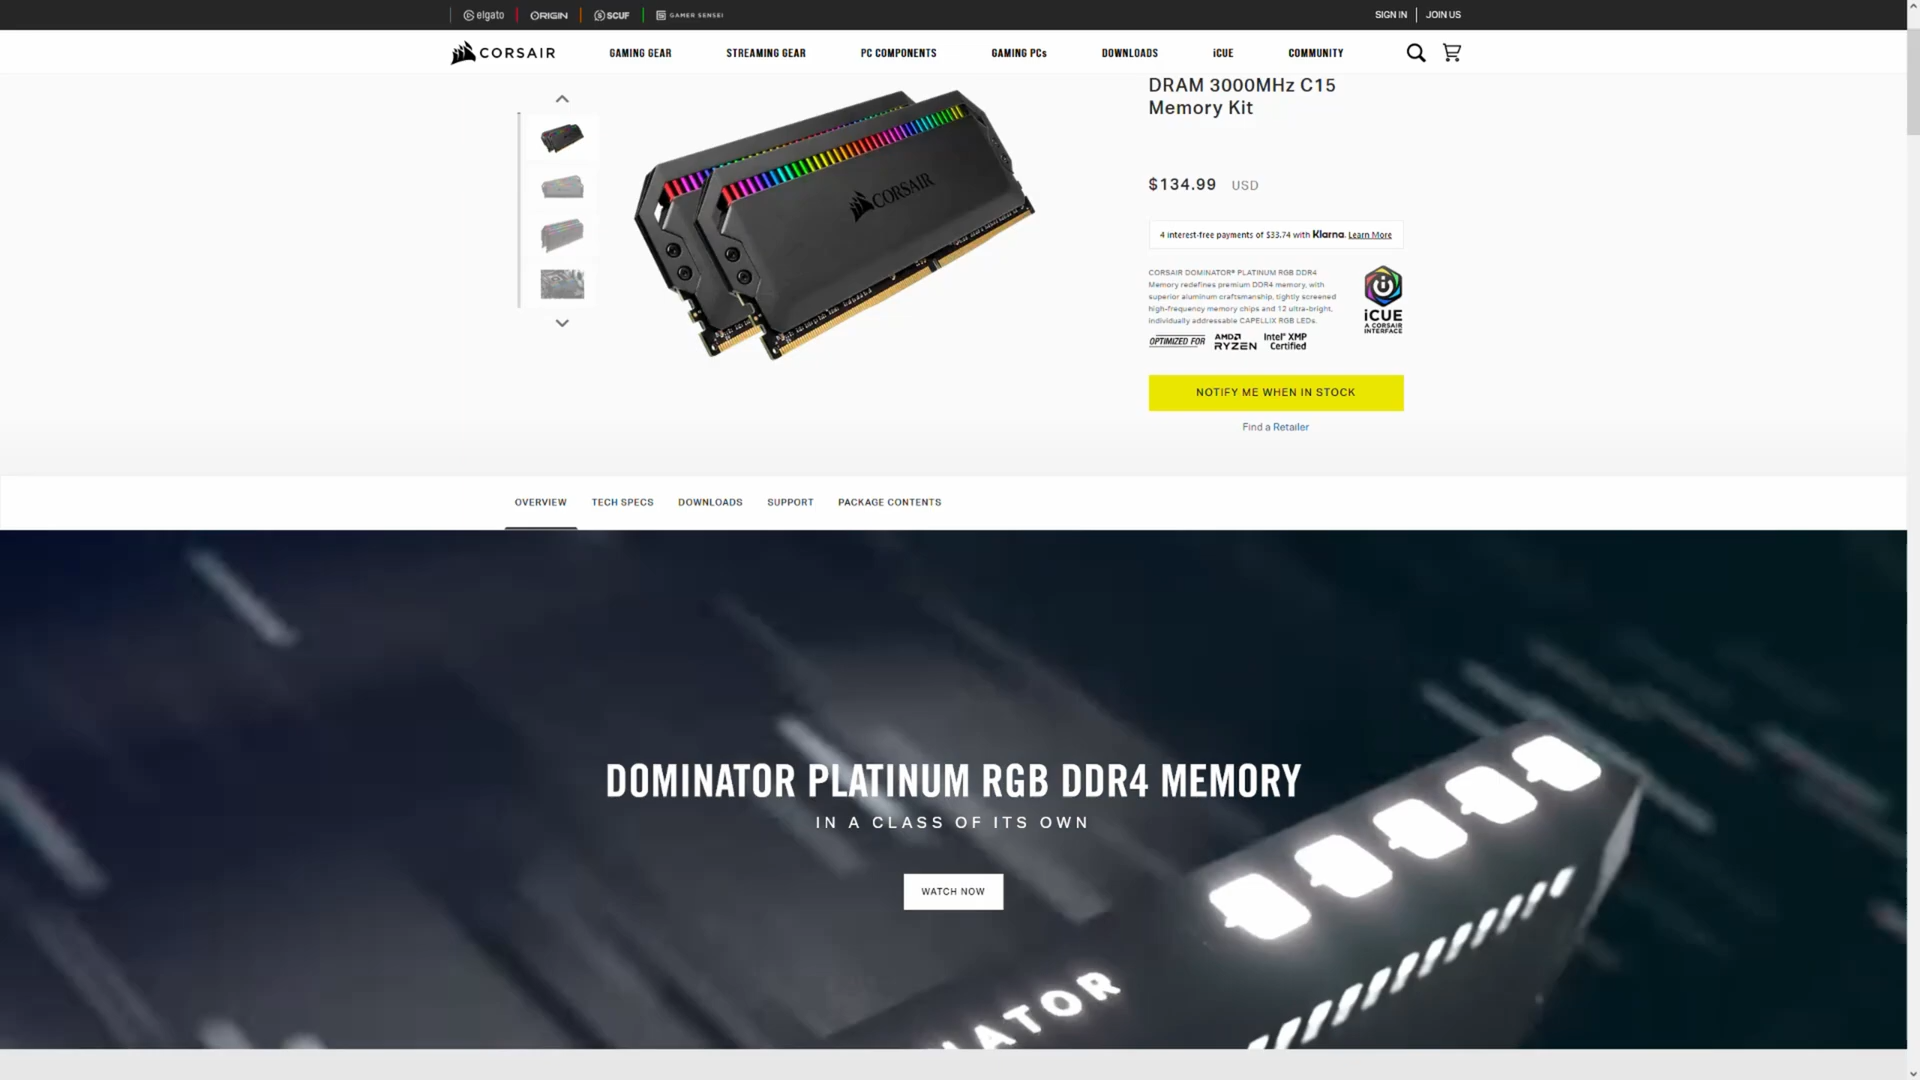 elgato
ORIGIN
SCUF
GAMER SENSEI
SIGN IN
JOIN US
CORSAIR
GAMING GEAR
STREAMING GEAR
PC COMPONENTS
GAMING PCs
DOWNLOADS
iCUE
COMMUNITY
DRAM 3000MHz C15
Memory Kit
CORSAIR
$134.99 USD
4 interest-free payments of $33.74 with Klarna. Learn More
CORSAIR DOMINATOR® PLATINUM RGB DDR4
Memory redefines premium DDR4 memory, with
superior aluminum craftsmanship, tightly screened
high-frequency memory chips and 12 ultra-bright,
individually addressable CAPELLIX RGB LEDs.
iCUE
A CORSAIR
INTERFACE
OPTIMIZED FOR
AMD
RYZEN
Intel® XMP
Certified
NOTIFY ME WHEN IN STOCK
Find a Retailer
OVERVIEW
TECH SPECS
DOWNLOADS
SUPPORT
PACKAGE CONTENTS
DOMINATOR PLATINUM RGB DDR4 MEMORY
IN A CLASS OF ITS OWN
WATCH NOW
NATOR